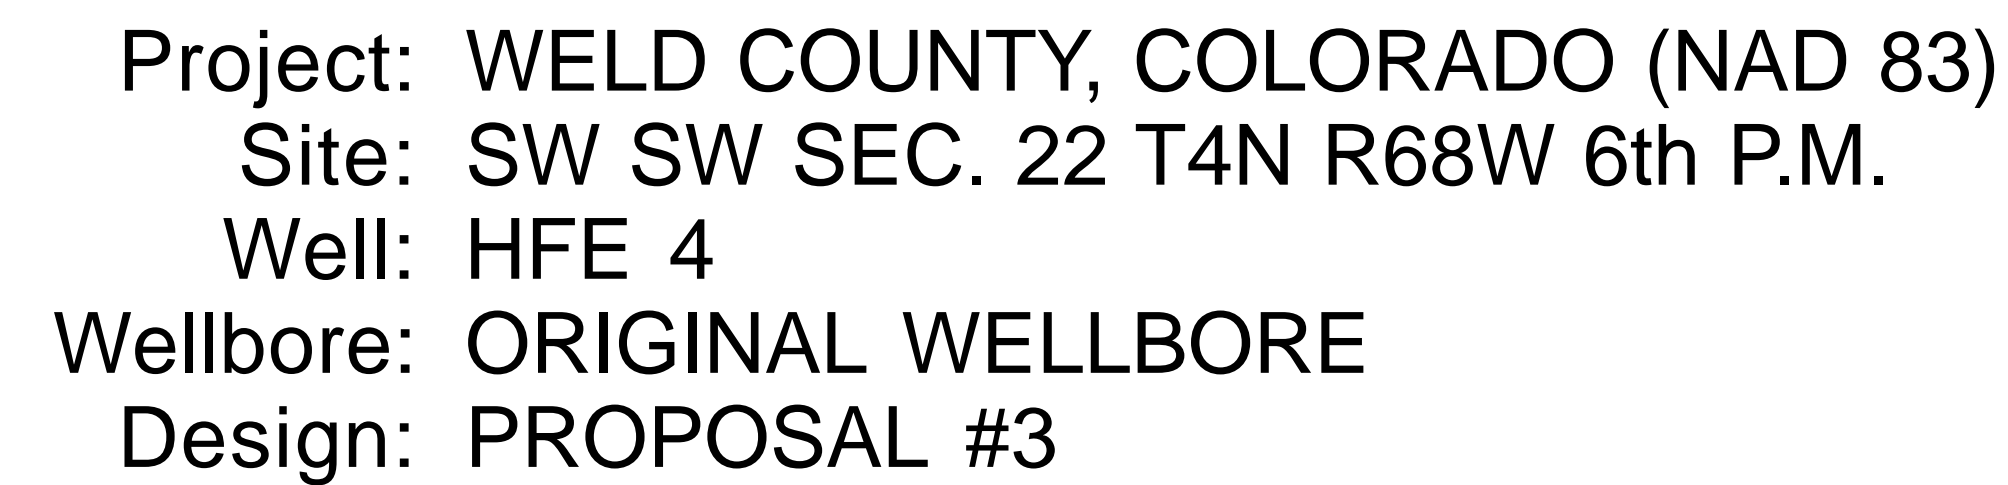 Project: WELD COUNTY, COLORADO (NAD 83)
Site: SW SW SEC. 22 T4N R68W 6th P.M.
Well: HFE 4
Wellbore: ORIGINAL WELLBORE
Design: PROPOSAL #3